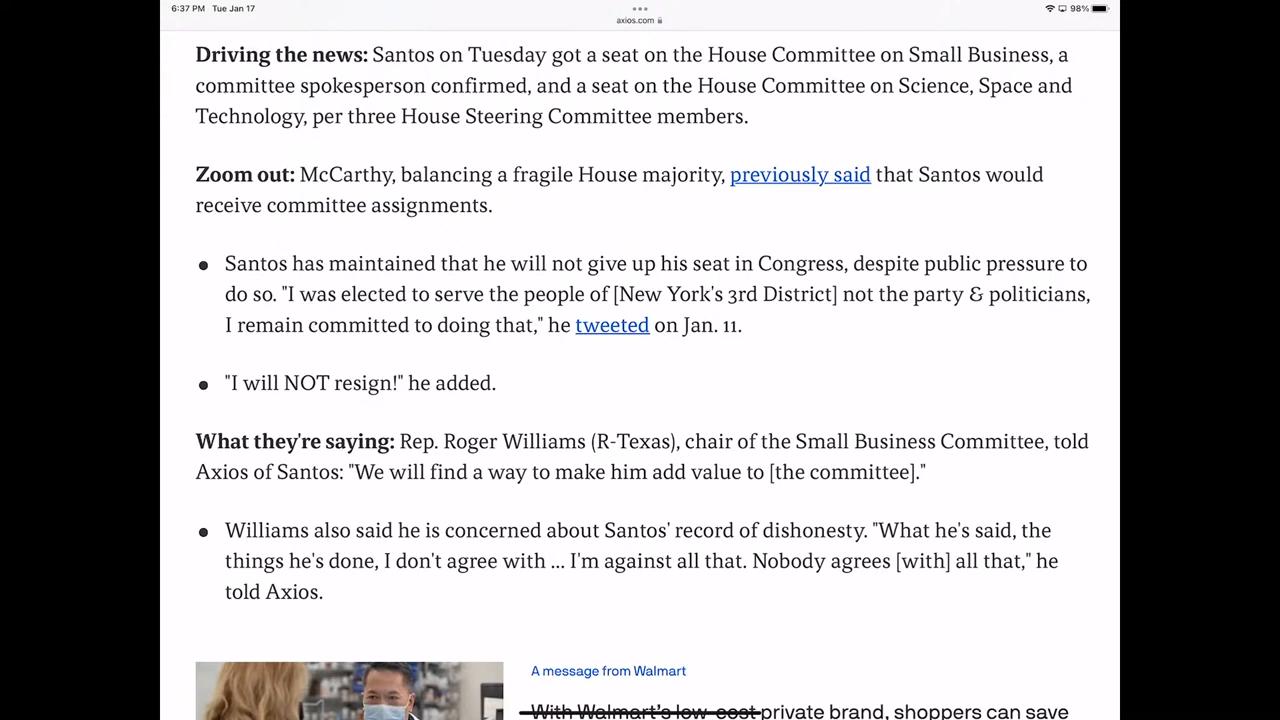 6:37 PM Tue Jan 17
98%
axios.com
Driving the news: Santos on Tuesday got a seat on the House Committee on Small Business, a
committee spokesperson confirmed, and a seat on the House Committee on Science, Space and
Technology, per three House Steering Committee members.
Zoom out: McCarthy, balancing a fragile House majority, previously said that Santos would
receive committee assignments.
• Santos has maintained that he will not give up his seat in Congress, despite public pressure to
do so. "I was elected to serve the people of [New York's 3rd District] not the party & politicians,
I remain committed to doing that," he tweeted on Jan. 11.
• "I will NOT resign!" he added.
What they're saying: Rep. Roger Williams (R-Texas), chair of the Small Business Committee, told
Axios of Santos: "We will find a way to make him add value to [the committee]."
• Williams also said he is concerned about Santos' record of dishonesty. "What he's said, the
things he's done, I don't agree with ... I'm against all that. Nobody agrees [with] all that," he
told Axios.
A message from Walmart
With Walmart's low-cost private brand, shoppers can save